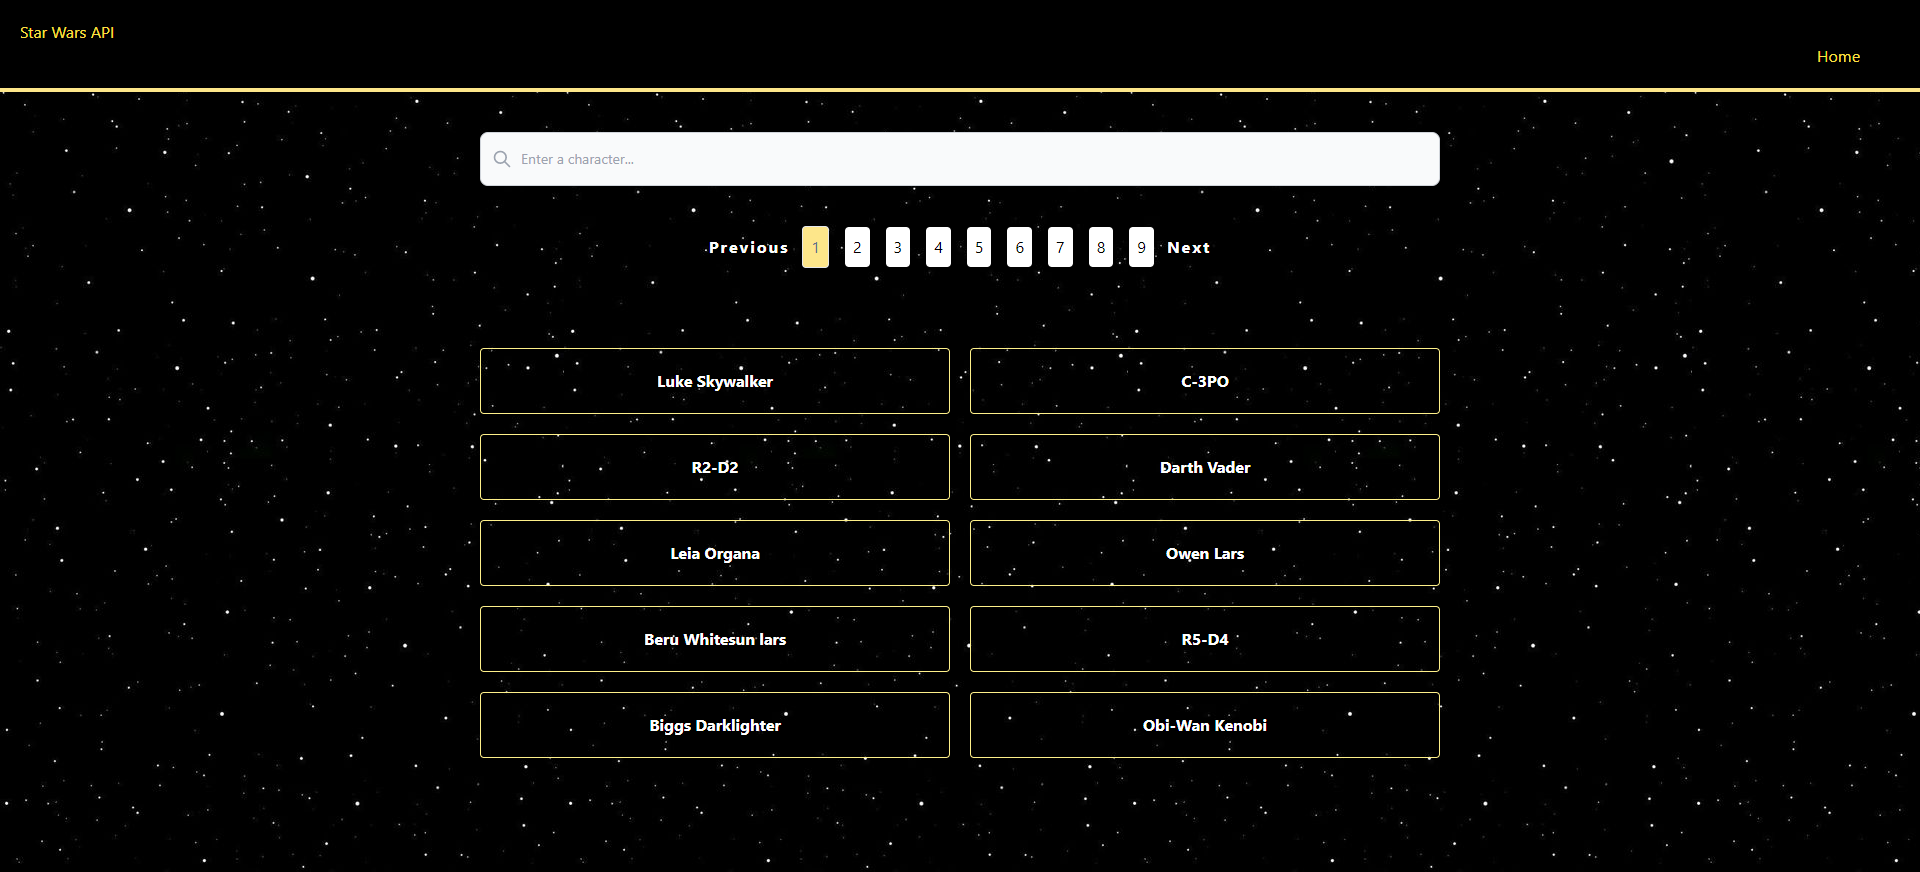 Star Wars API
Home
Enter a character...
Previous 1 2 3 4 5 6 7 8 9 Next
Luke Skywalker
C-3PO
R2-D2
Darth Vader
Leia Organa
Owen Lars
Beru Whitesun lars
R5-D4
Biggs Darklighter
Obi-Wan Kenobi